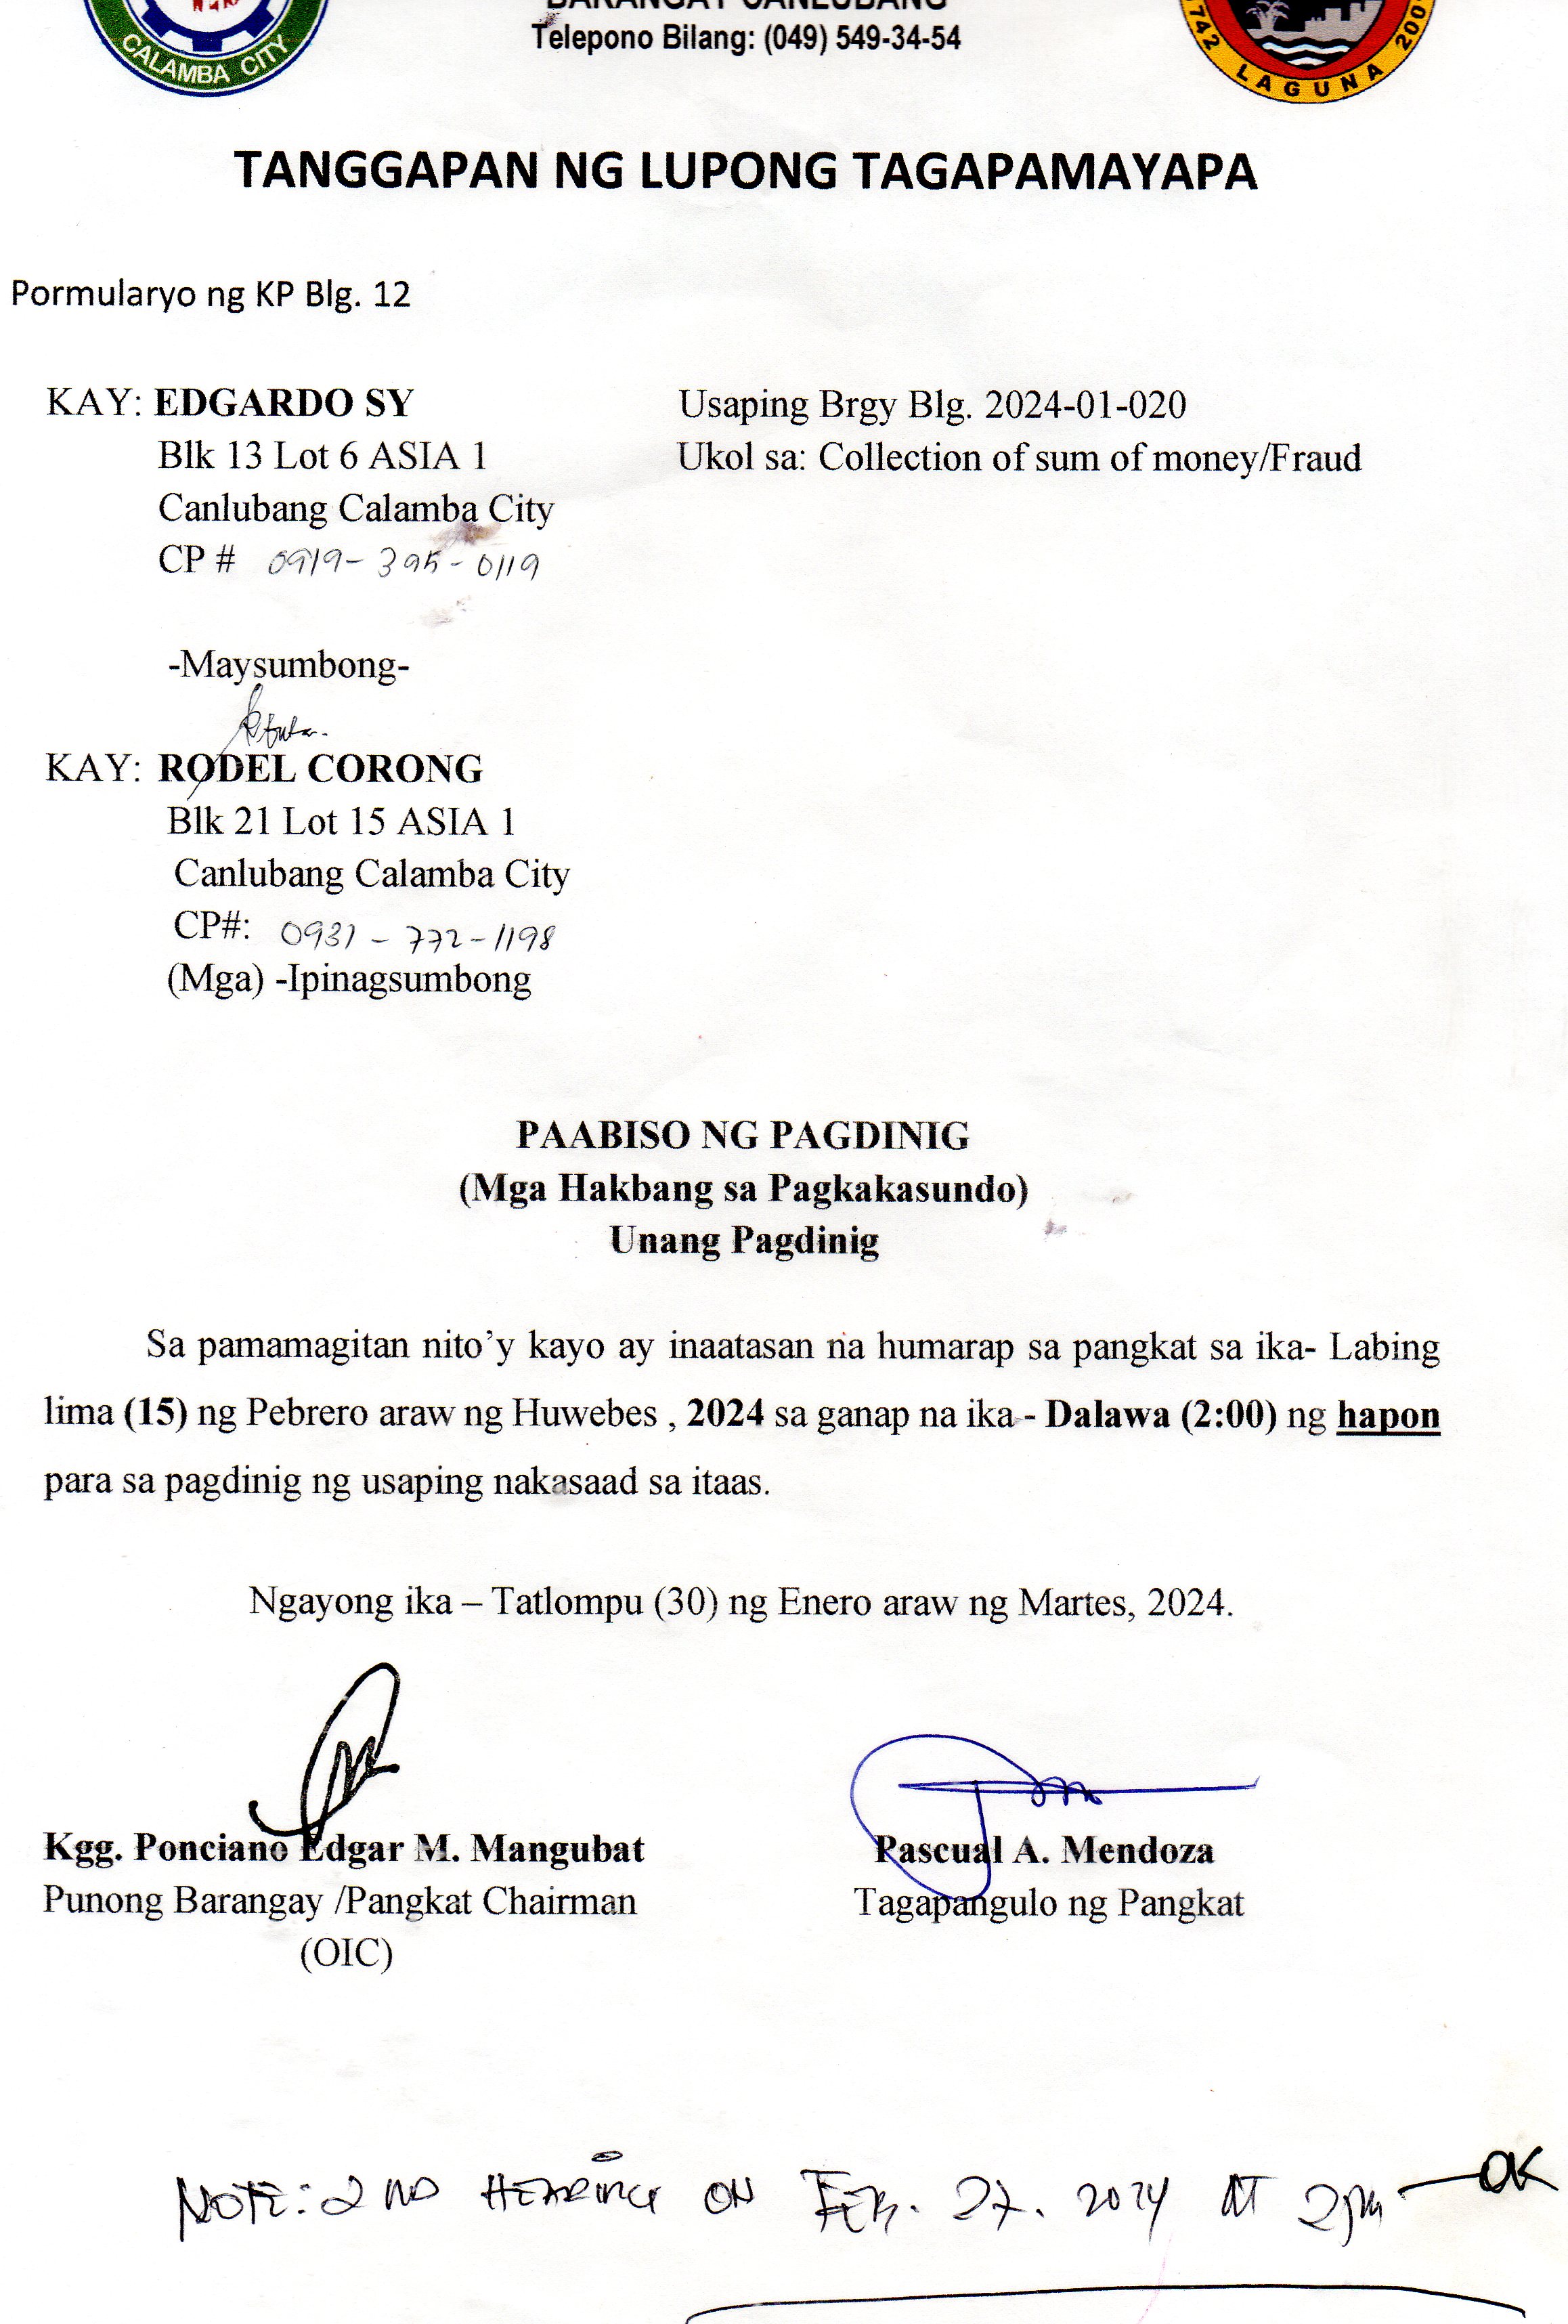 CALAMBA CITY
BARANGAY CANLUBANG
Telepono Bilang: (049) 549-34-54
1742 LAGUNA 2001
TANGGAPAN NG LUPONG TAGAPAMAYAPA
Pormularyo ng KP Blg. 12
KAY: EDGARDO SY
Blk 13 Lot 6 ASIA 1
Canlubang Calamba City
CP # 0919-395-0119
-Maysumbong-
Usaping Brgy Blg. 2024-01-020
Ukol sa: Collection of sum of money/Fraud
KAY: RODEL CORONG
Blk 21 Lot 15 ASIA 1
Canlubang Calamba City
CP#: 0931-772-1198
(Mga) -Ipinagsumbong
PAABISO NG PAGDINIG
(Mga Hakbang sa Pagkakasundo)
Unang Pagdinig
Sa pamamagitan nito’y kayo ay inaatasan na humarap sa pangkat sa ika- Labing
lima (15) ng Pebrero araw ng Huwebes , 2024 sa ganap na ika - Dalawa (2:00) ng hapon
para sa pagdinig ng usaping nakasaad sa itaas.
Ngayong ika – Tatlompu (30) ng Enero araw ng Martes, 2024.
Kgg. Ponciano Edgar M. Mangubat
Punong Barangay /Pangkat Chairman
(OIC)
Pascual A. Mendoza
Tagapangulo ng Pangkat
NOTE: 2ND HEARING ON FEB. 27. 2024 AT 2pm —OK